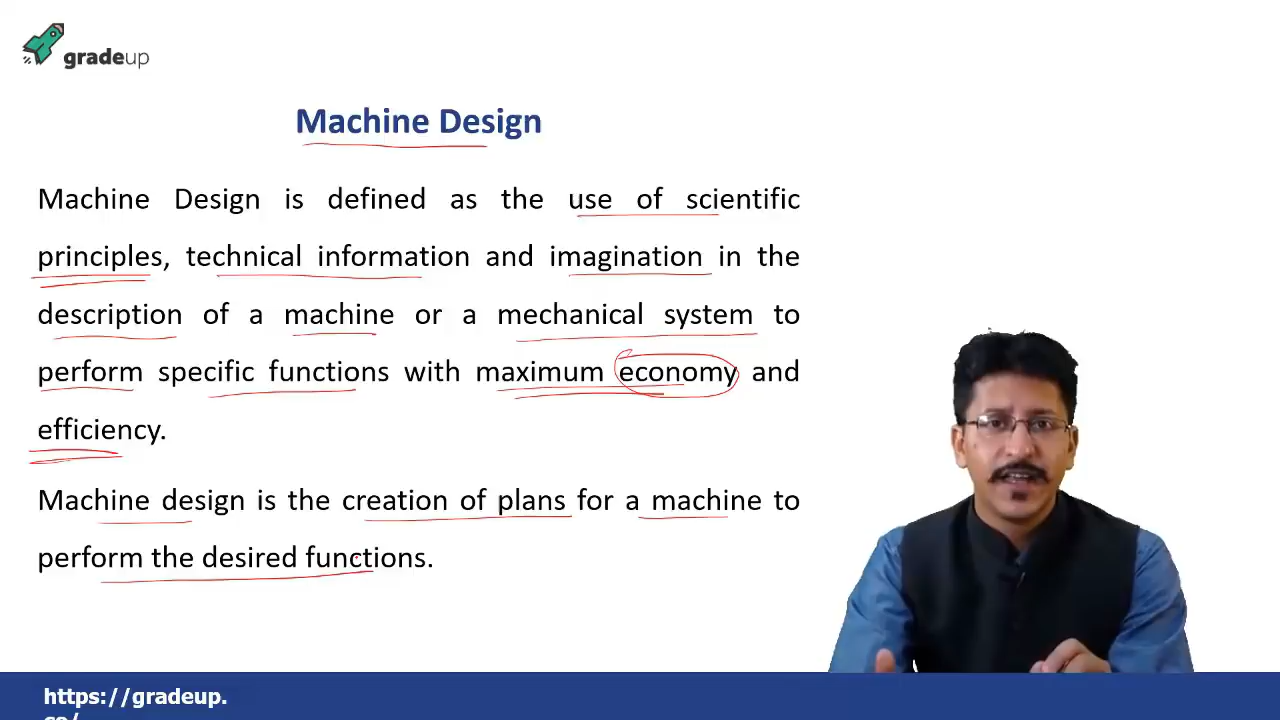 gradeup
Machine Design
Machine Design is defined as the use of scientific
principles, technical information and imagination in the
description of a machine or a mechanical system to
perform specific functions with maximum economy and
efficiency.
Machine design is the creation of plans for a machine to
perform the desired functions.
https://gradeup.
co/